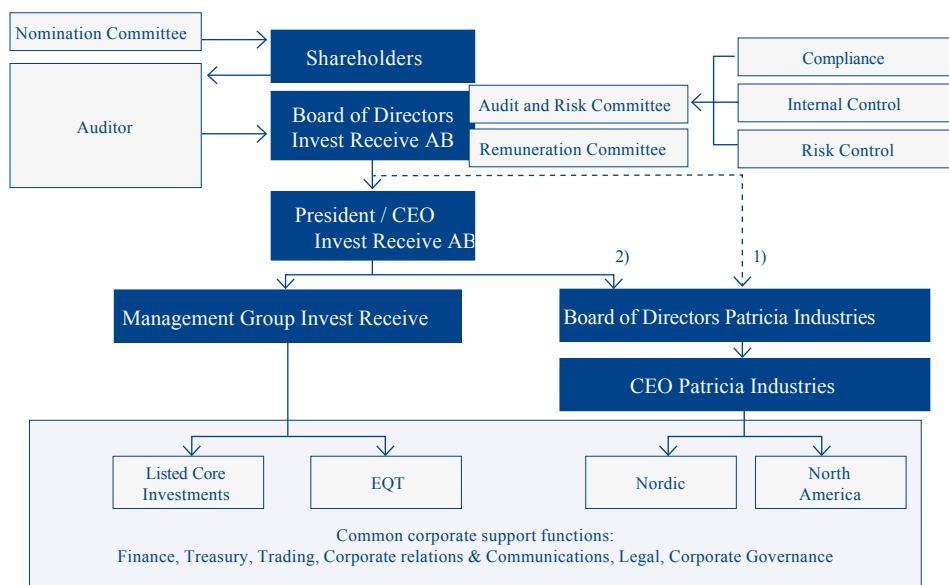 Nomination Committee
Shareholders
Compliance
Auditor
Board of Directors
Invest Receive AB
Audit and Risk Committee
Internal Control
Remuneration Committee
Risk Control
President / CEO
Invest Receive AB
2)
1)
Management Group Invest Receive
Board of Directors Patricia Industries
CEO Patricia Industries
Listed Core
Investments
EQT
Nordic
North
America
Common corporate support functions:
Finance, Treasury, Trading, Corporate relations & Communications, Legal, Corporate Governance